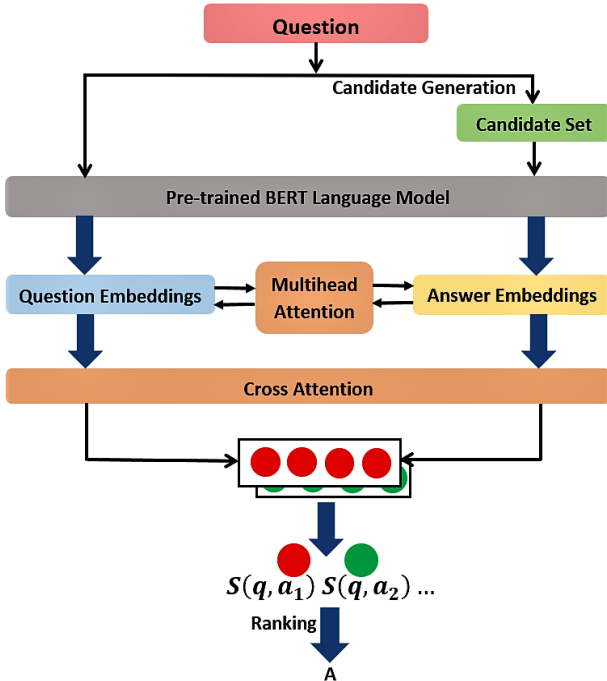 Question
Candidate Generation
Candidate Set
Pre-trained BERT Language Model
Question Embeddings
Multihead
Attention
Answer Embeddings
Cross Attention
S(q, a₁) S(q, a₂) ...
Ranking
A